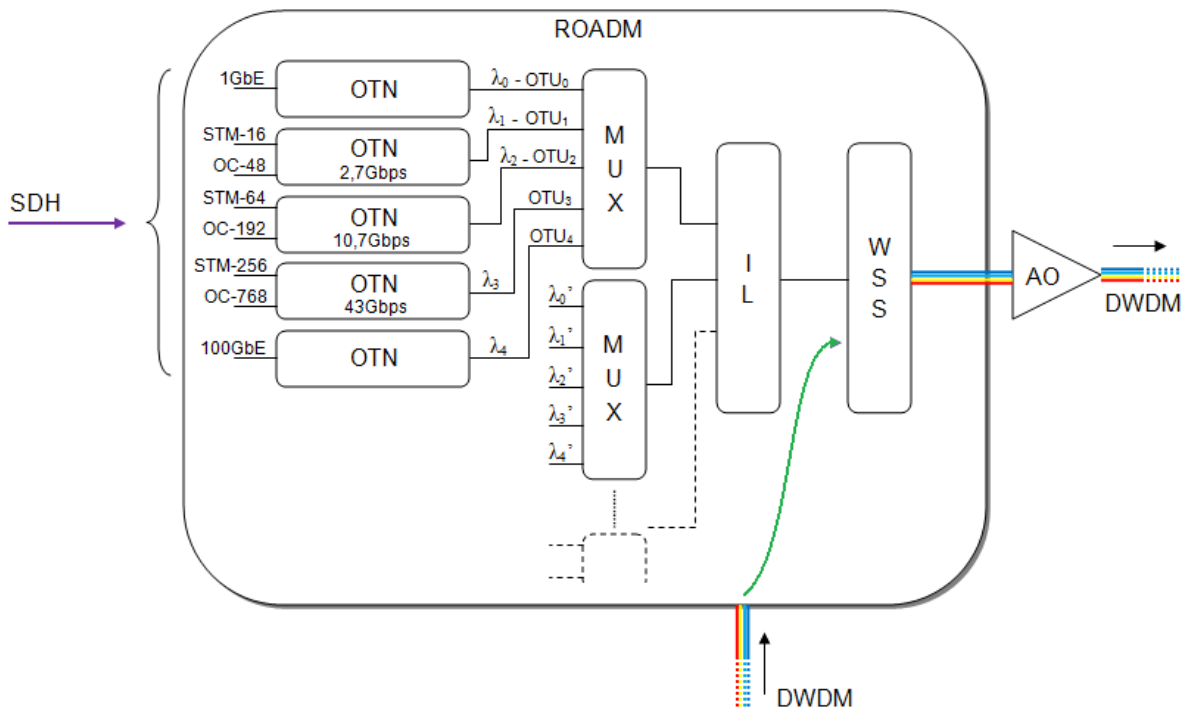 ROADM
1GbE
OTN
λ₀ - OTU₀
STM-16
OC-48
OTN
2,7Gbps
λ₁ - OTU₁
STM-64
OC-192
OTN
10,7Gbps
λ₂ - OTU₂
STM-256
OC-768
OTN
43Gbps
λ₃
OTU₃
100GbE
OTN
λ₄
OTU₄
SDH
M
U
X
λ₀’
λ₁’
λ₂’
λ₃’
λ₄’
M
U
X
I
L
W
S
S
AO
DWDM
DWDM